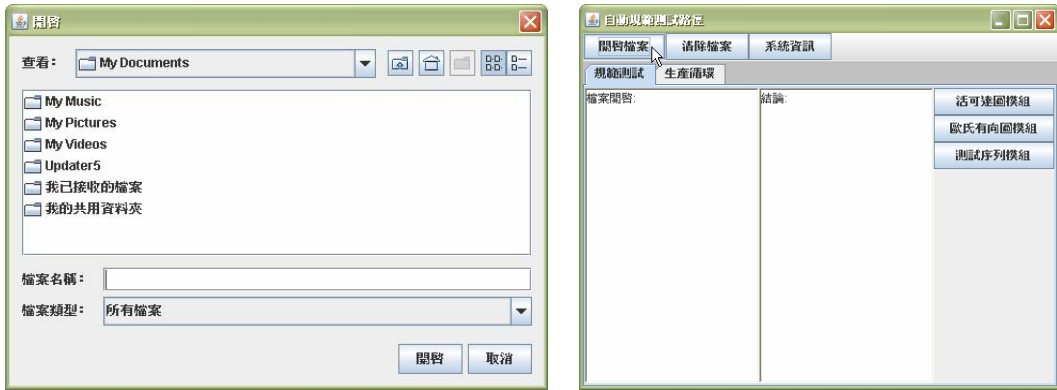 開啓
查看：
My Documents
My Music
My Pictures
My Videos
Updater5
我已接收的檔案
我的共用資料夾
檔案名稱：
檔案類型：
所有檔案
開啓
取消
自動規範測試路徑
開啓檔案
清除檔案
系統資訊
規範測試
生產循環
檔案開啓:
結論:
活可達圖模組
歐氏有向圖模組
測試序列模組